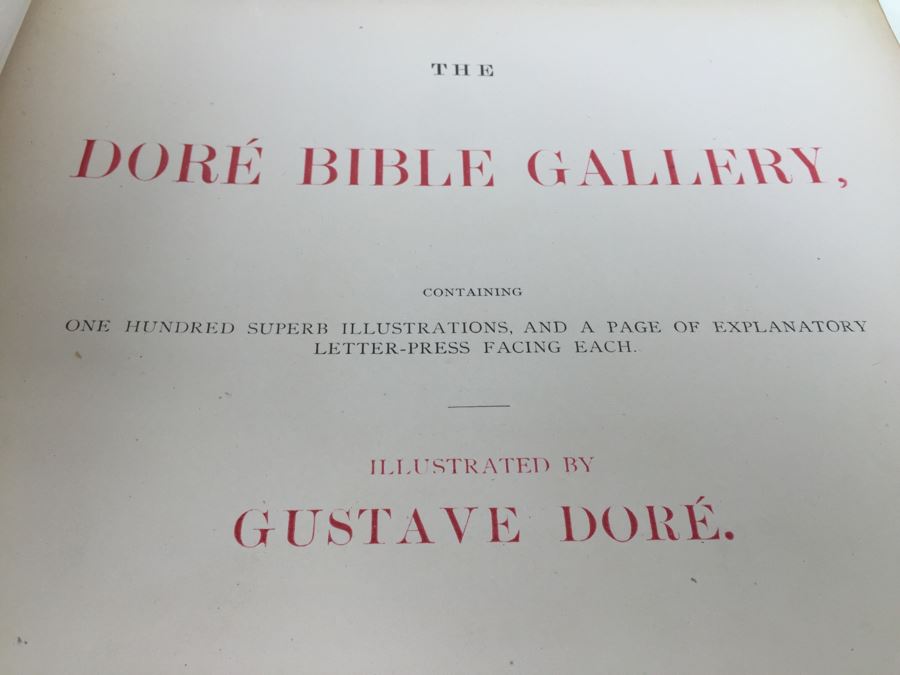 THE
DORÉ BIBLE GALLERY,
CONTAINING
ONE HUNDRED SUPERB ILLUSTRATIONS, AND A PAGE OF EXPLANATORY
LETTER-PRESS FACING EACH.
ILLUSTRATED BY
GUSTAVE DORÉ.